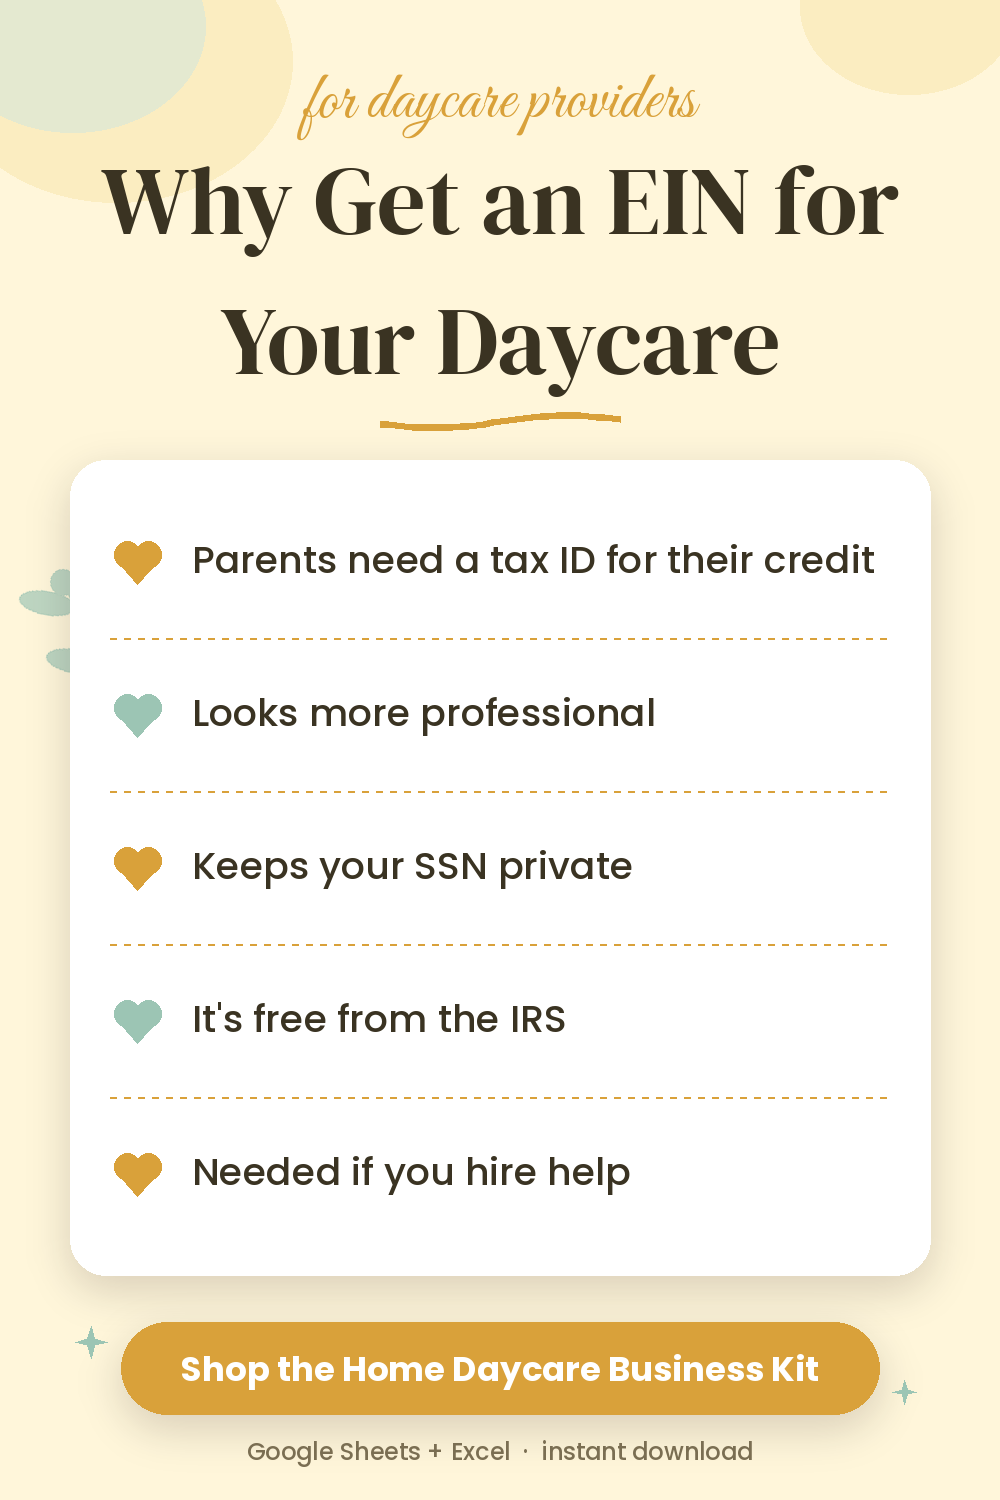 for daycare providers
Why Get an EIN for
Your Daycare
Parents need a tax ID for their credit
Looks more professional
Keeps your SSN private
It's free from the IRS
Needed if you hire help
Shop the Home Daycare Business Kit
Google Sheets + Excel · instant download